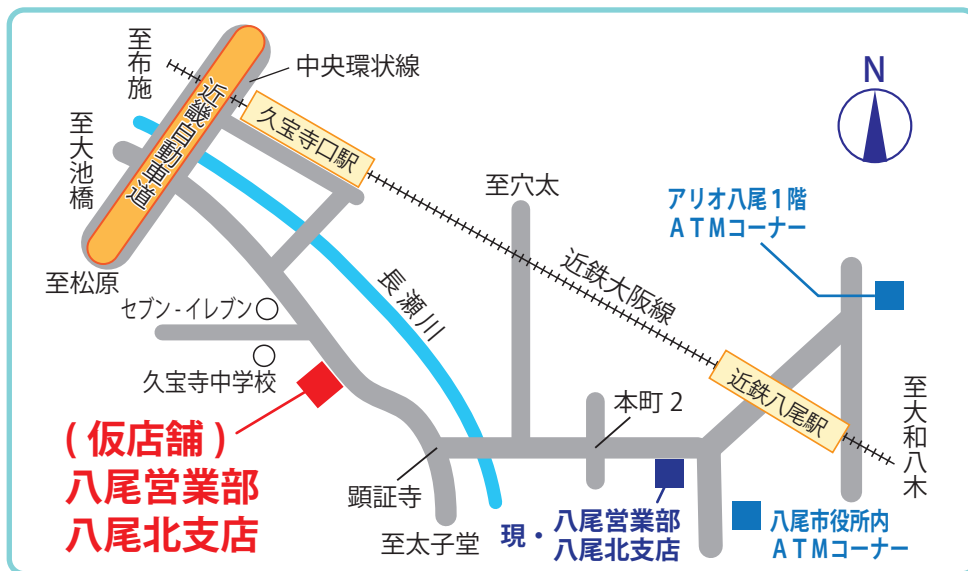 至布施
中央環状線
N
近畿自動車道
至大池橋
久宝寺口駅
至穴太
アリオ八尾1階
ATMコーナー
至松原
長瀬川
近鉄大阪線
セブン-イレブン
久宝寺中学校
近鉄八尾駅
至大和八木
本町2
(仮店舗)
八尾営業部
八尾北支店
顕証寺
至太子堂
現・八尾営業部
八尾北支店
八尾市役所内
ATMコーナー